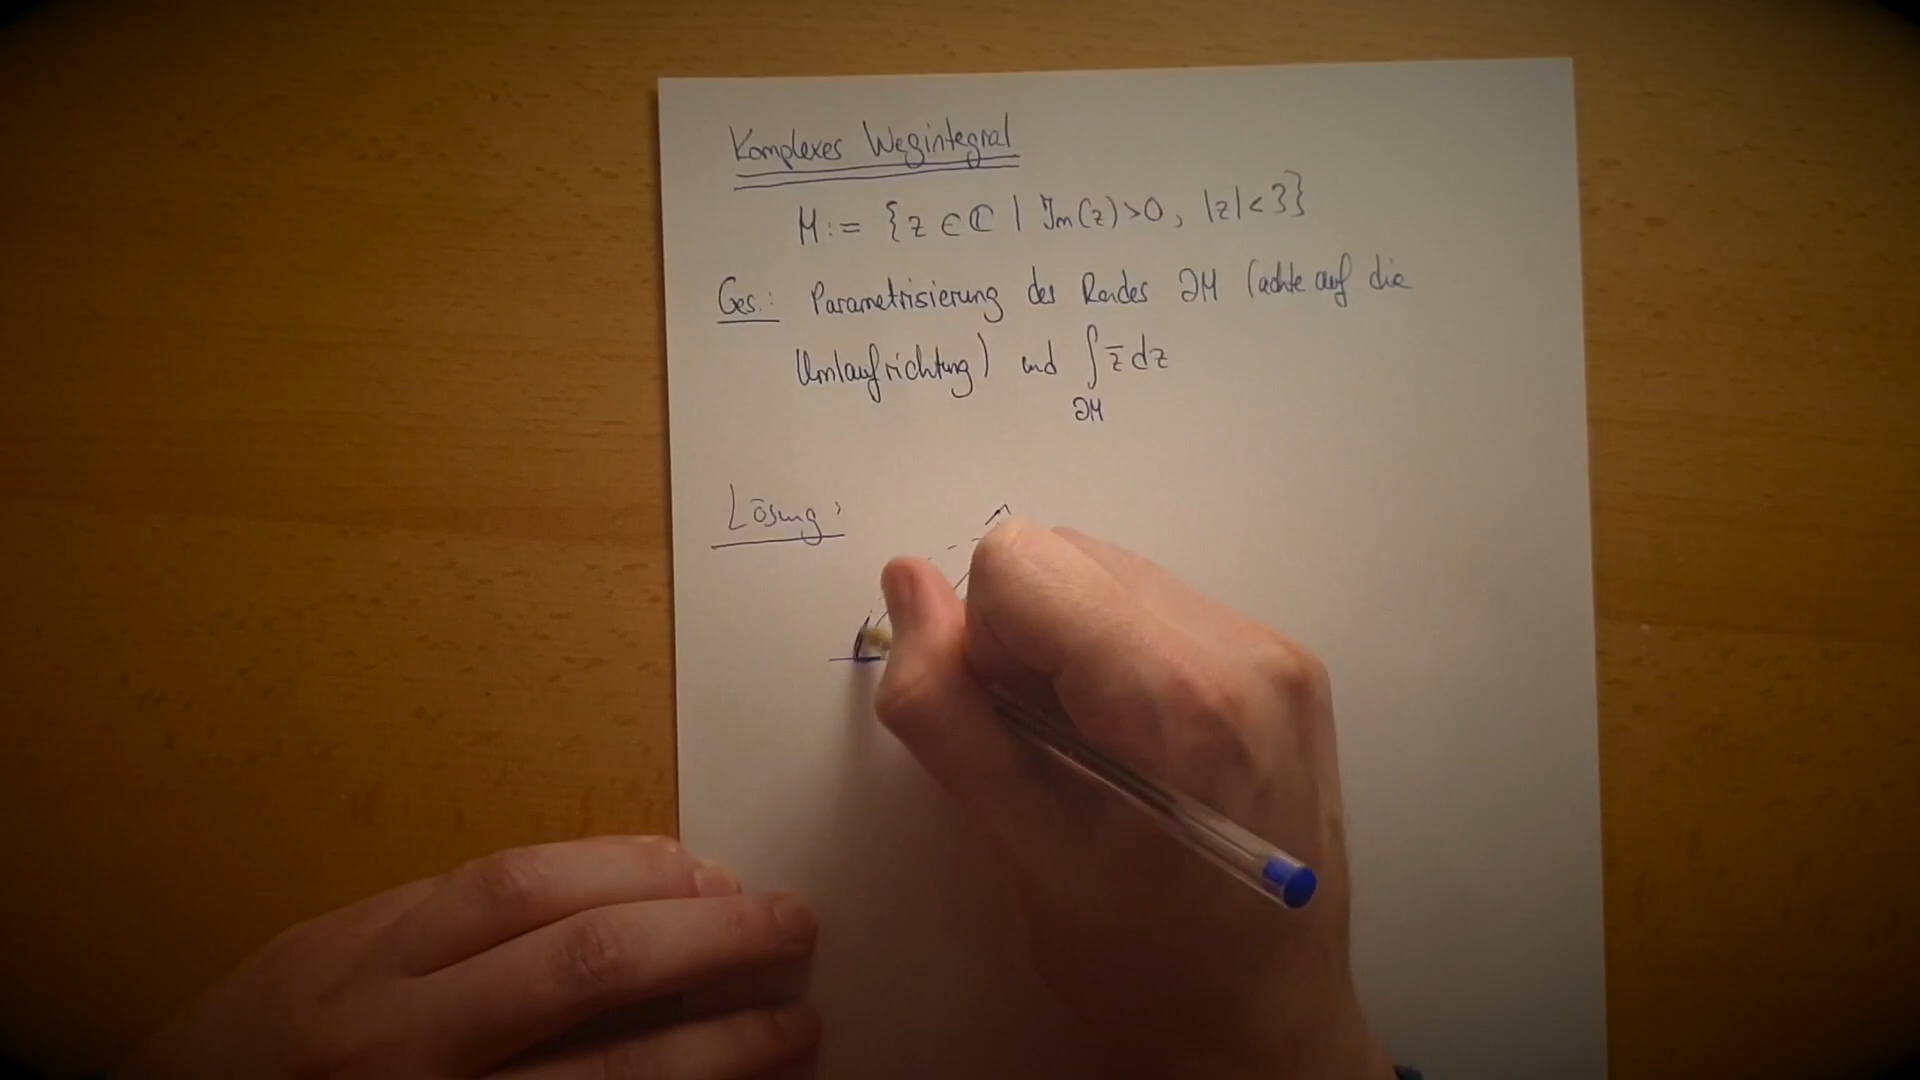 Komplexes Wegintegral
M := {z ∈ ℂ | Im(z)>0, |z|<3}
Ges.: Parametrisierung des Randes ∂M (achte auf die
Umlaufrichtung) und ∫ z̅ dz
∂M
Lösung: